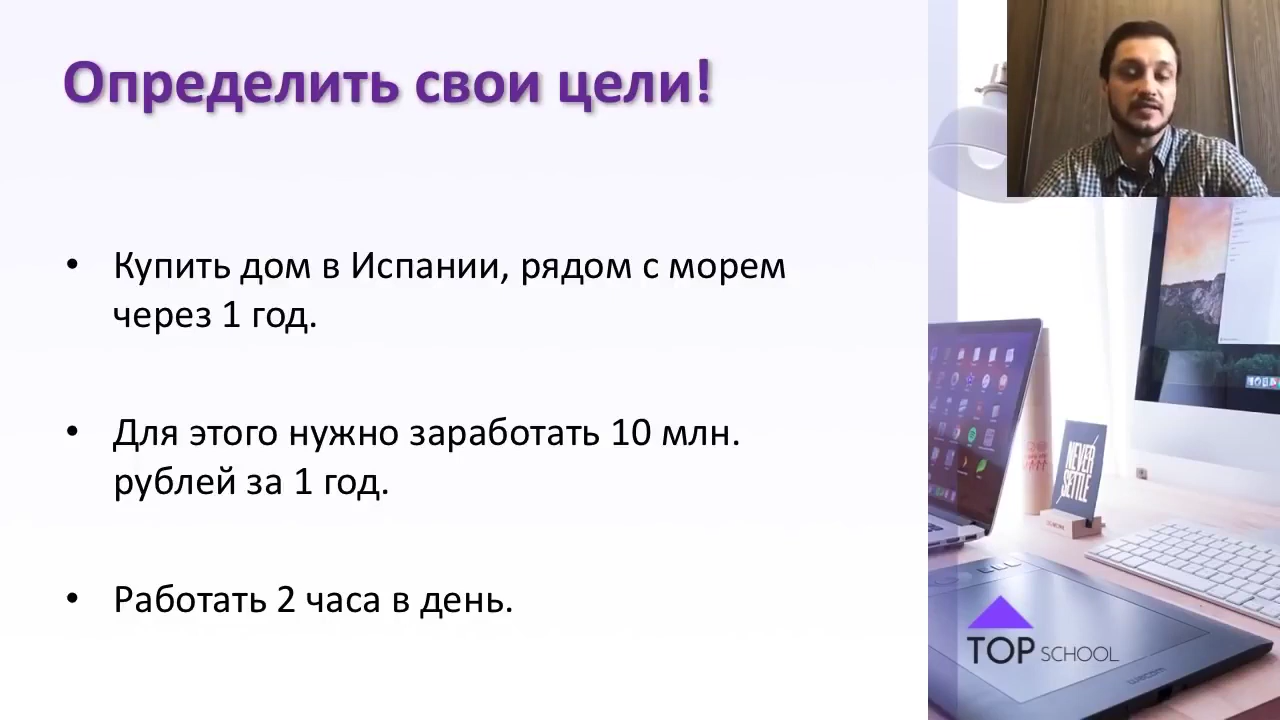 Определить свои цели!
• Купить дом в Испании, рядом с морем
через 1 год.
• Для этого нужно заработать 10 млн.
рублей за 1 год.
• Работать 2 часа в день.
NEVER
SETTLE
TOP SCHOOL
wacom